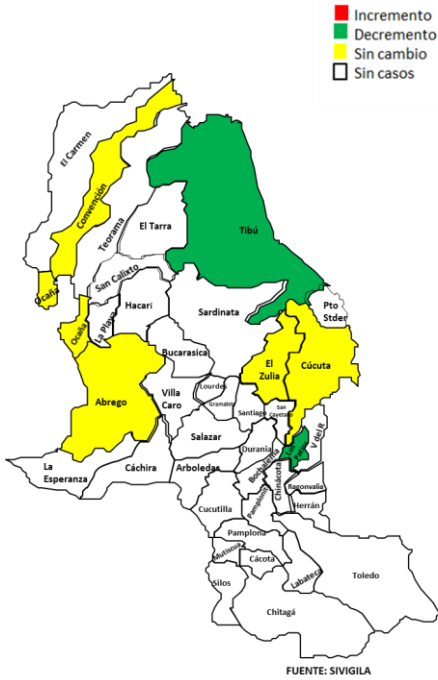 Incremento
Decremento
Sin cambio
Sin casos
El Carmen
Convención
Teorama
El Tarra
Tibú
San Calixto
Ocaña
Hacarí
Sardinata
Pto
Stder
La Playa
Ocaña
Bucarasica
El
Zulia
Cúcuta
Abrego
Villa
Caro
Lourdes
Gramalote
Santiago
San
Cayetano
V del R
Salazar
Durania
Los
Patios
La
Esperanza
Cáchira
Arboledas
Bochalema
Chinácota
Ragonvalia
Herrán
Cucutilla
Pamplonita
Pamplona
Mutiscua
Cácota
Silos
Labateca
Toledo
Chitagá
FUENTE: SIVIGILA